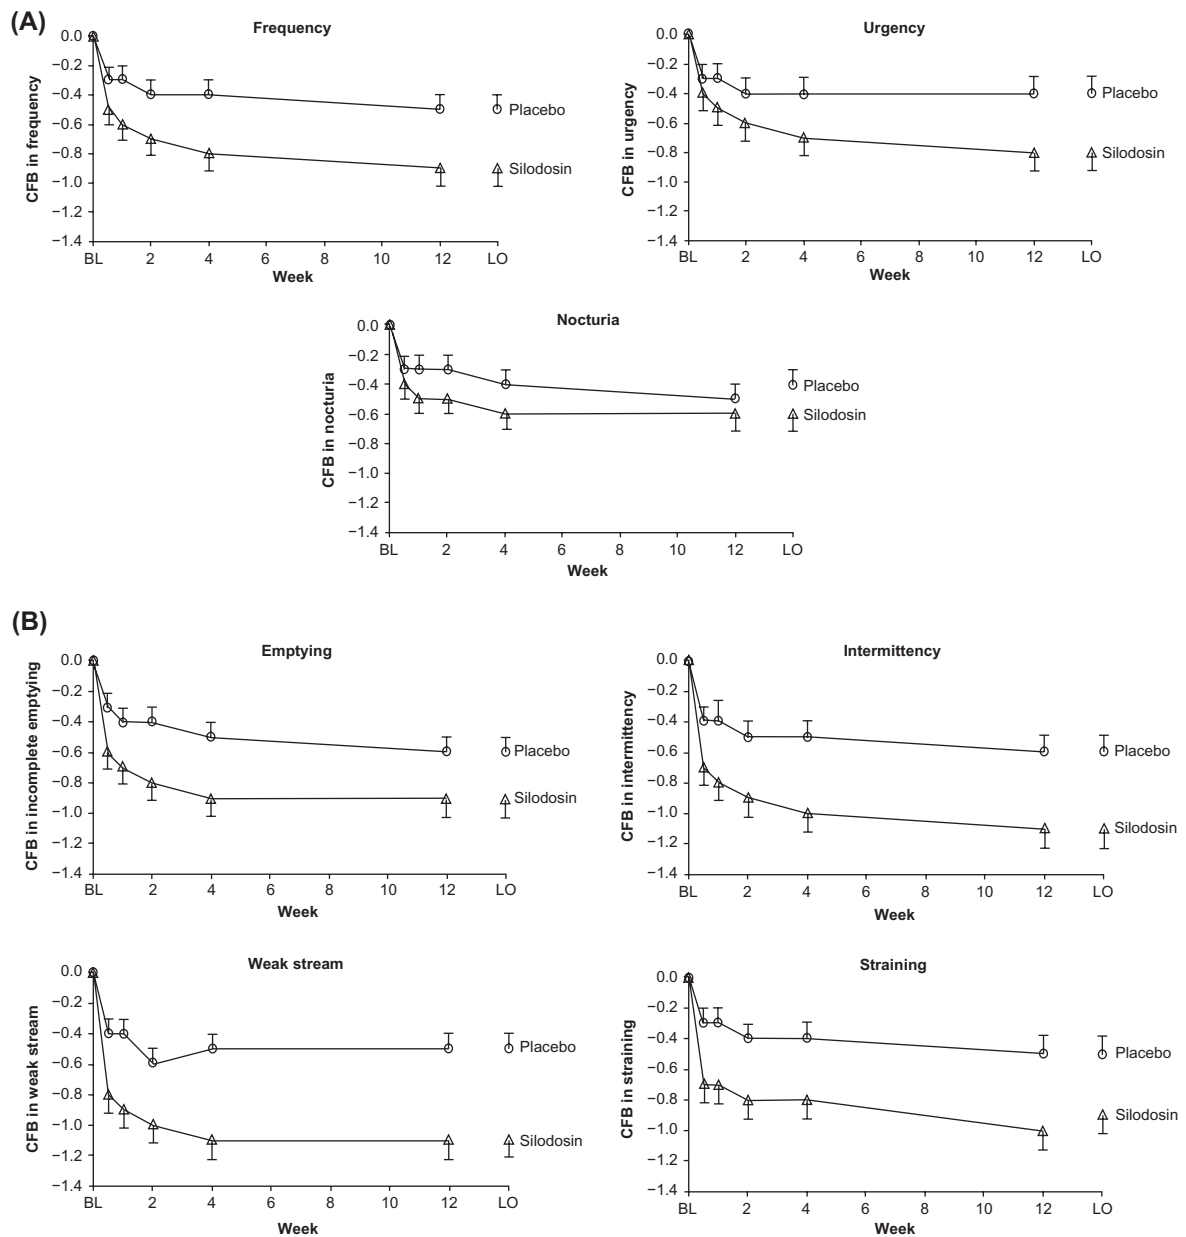 (A)
Frequency
0.0
−0.2
−0.4
−0.6
−0.8
−1.0
−1.2
−1.4
CFB in frequency
Placebo
Silodosin
BL 2 4 6 8 10 12 LO
Week
Urgency
0.0
−0.2
−0.4
−0.6
−0.8
−1.0
−1.2
−1.4
CFB in urgency
Placebo
Silodosin
BL 2 4 6 8 10 12 LO
Week
Nocturia
0.0
−0.2
−0.4
−0.6
−0.8
−1.0
−1.2
−1.4
CFB in nocturia
Placebo
Silodosin
BL 2 4 6 8 10 12 LO
Week
(B)
Emptying
0.0
−0.2
−0.4
−0.6
−0.8
−1.0
−1.2
−1.4
CFB in incomplete emptying
Placebo
Silodosin
BL 2 4 6 8 10 12 LO
Week
Intermittency
0.0
−0.2
−0.4
−0.6
−0.8
−1.0
−1.2
−1.4
CFB in intermittency
Placebo
Silodosin
BL 2 4 6 8 10 12 LO
Week
Weak stream
0.0
−0.2
−0.4
−0.6
−0.8
−1.0
−1.2
−1.4
CFB in weak stream
Placebo
Silodosin
BL 2 4 6 8 10 12 LO
Week
Straining
0.0
−0.2
−0.4
−0.6
−0.8
−1.0
−1.2
−1.4
CFB in straining
Placebo
Silodosin
BL 2 4 6 8 10 12 LO
Week